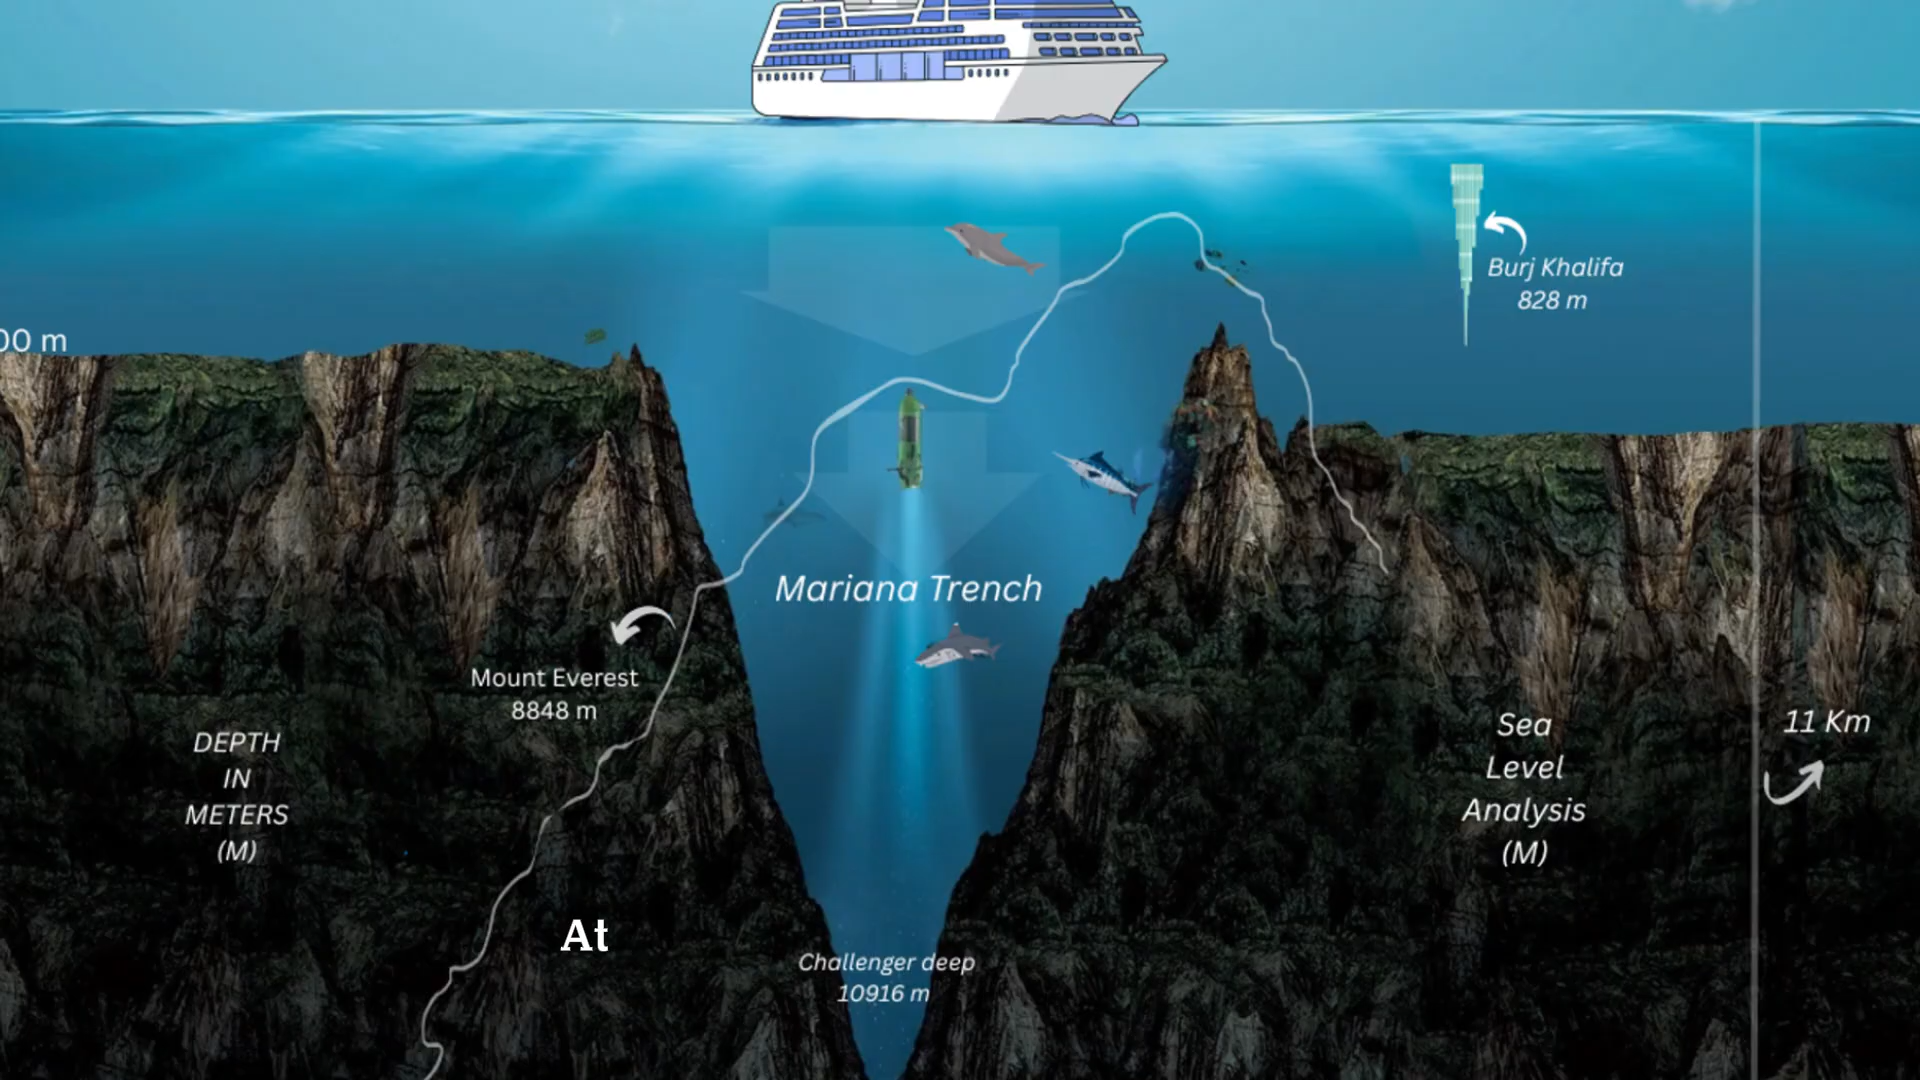 Burj Khalifa
828 m
00 m
Mariana Trench
Mount Everest
8848 m
DEPTH
IN
METERS
(M)
Sea
Level
Analysis
(M)
11 Km
At
Challenger deep
10916 m